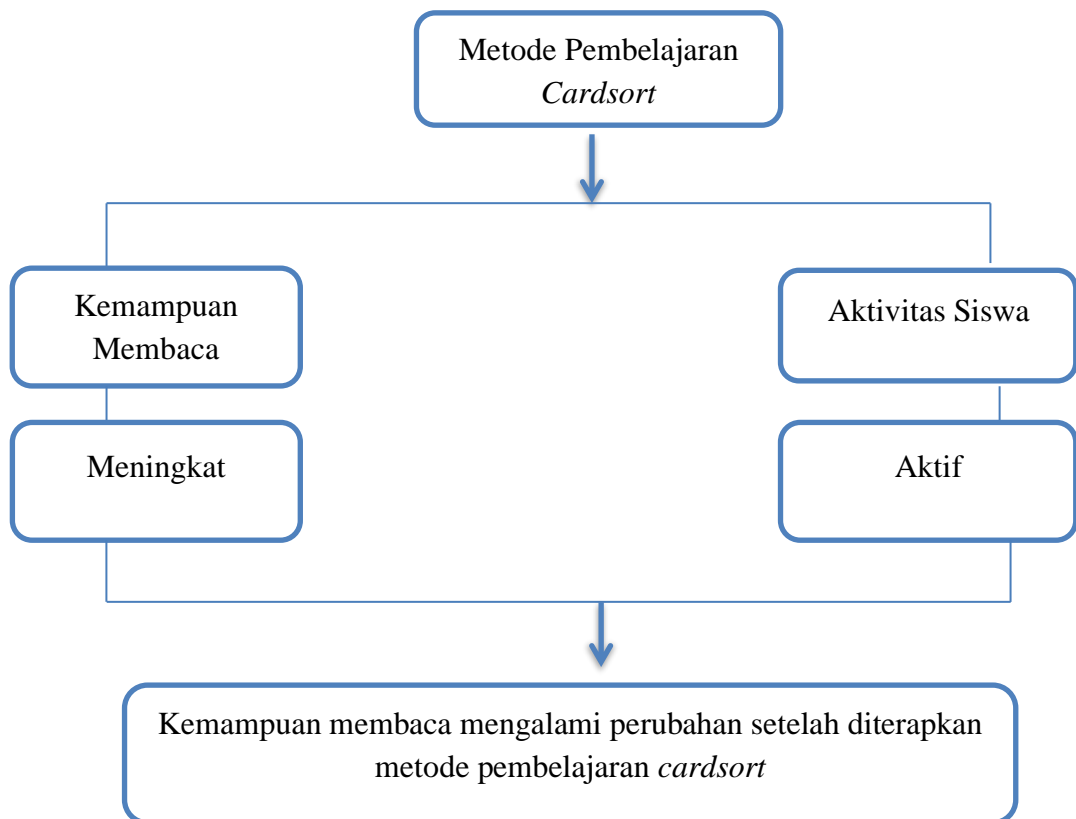 Metode Pembelajaran
Cardsort
Kemampuan
Membaca
Aktivitas Siswa
Meningkat
Aktif
Kemampuan membaca mengalami perubahan setelah diterapkan
metode pembelajaran cardsort